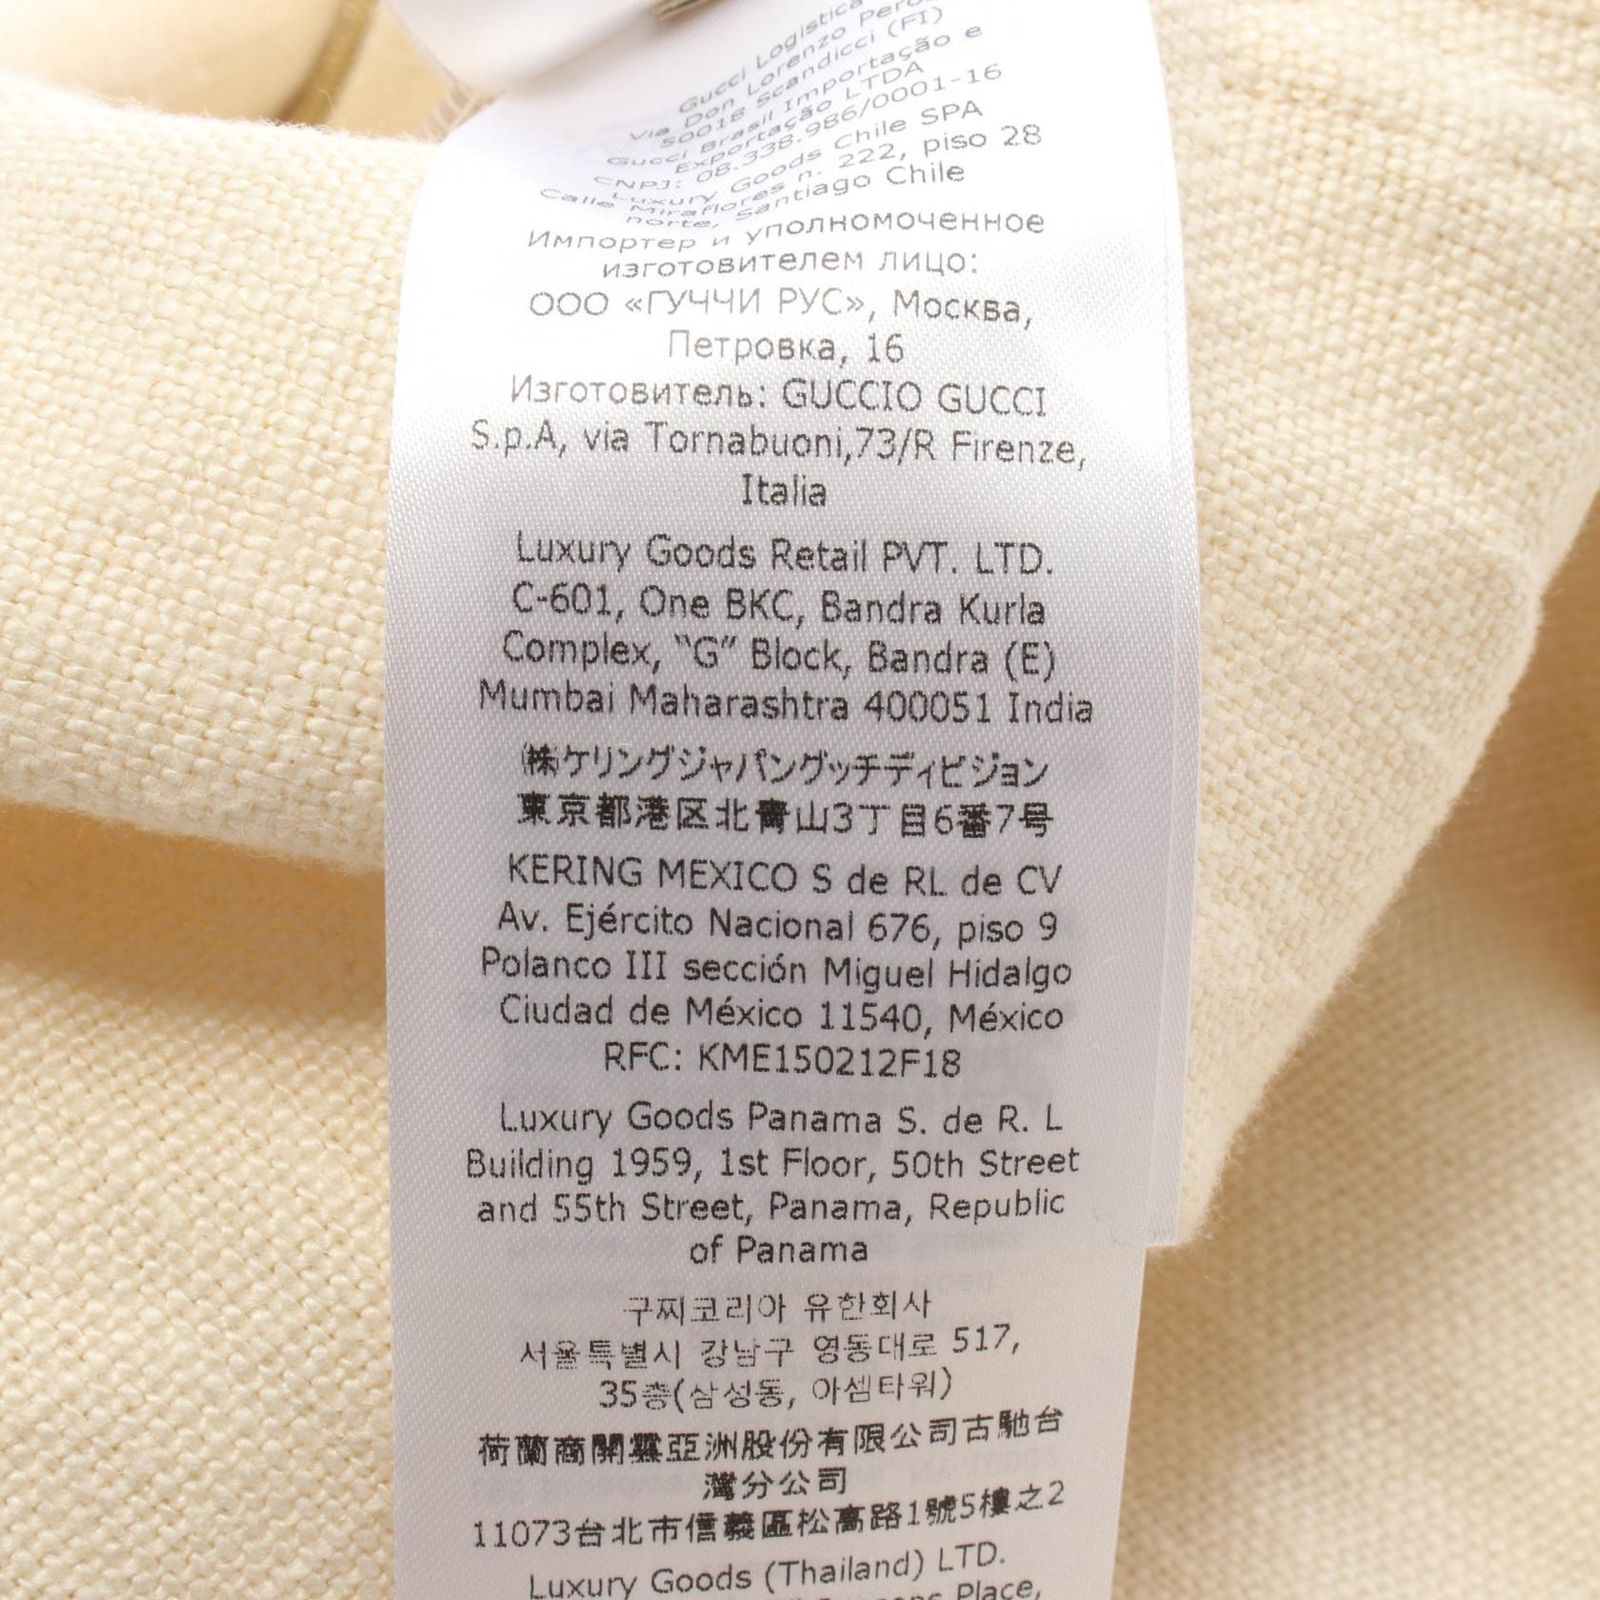 Gucci Logistica
Via Don Lorenzo
50018 Scandicci (FI)
Gucci Brasil Importação e
Exportação LTDA
CNPJ: 08.338.986/0001-16
Luxury Goods Chile SPA
Calle Miraflores n. 222, piso 28
norte, Santiago Chile
Импортер и уполномоченное
изготовителем лицо:
ООО «ГУЧЧИ РУС», Москва,
Петровка, 16
Изготовитель: GUCCIO GUCCI
S.p.A, via Tornabuoni,73/R Firenze,
Italia
Luxury Goods Retail PVT. LTD.
C-601, One BKC, Bandra Kurla
Complex, “G” Block, Bandra (E)
Mumbai Maharashtra 400051 India
㈱ケリングジャパングッチディビジョン
東京都港区北青山3丁目6番7号
KERING MEXICO S de RL de CV
Av. Ejército Nacional 676, piso 9
Polanco III sección Miguel Hidalgo
Ciudad de México 11540, México
RFC: KME150212F18
Luxury Goods Panama S. de R. L
Building 1959, 1st Floor, 50th Street
and 55th Street, Panama, Republic
of Panama
구찌코리아 유한회사
서울특별시 강남구 영동대로 517,
35층(삼성동, 아셈타워)
荷蘭商開雲亞洲股份有限公司古馳台
灣分公司
11073台北市信義區松高路1號5樓之2
Luxury Goods (Thailand) LTD.
Place,